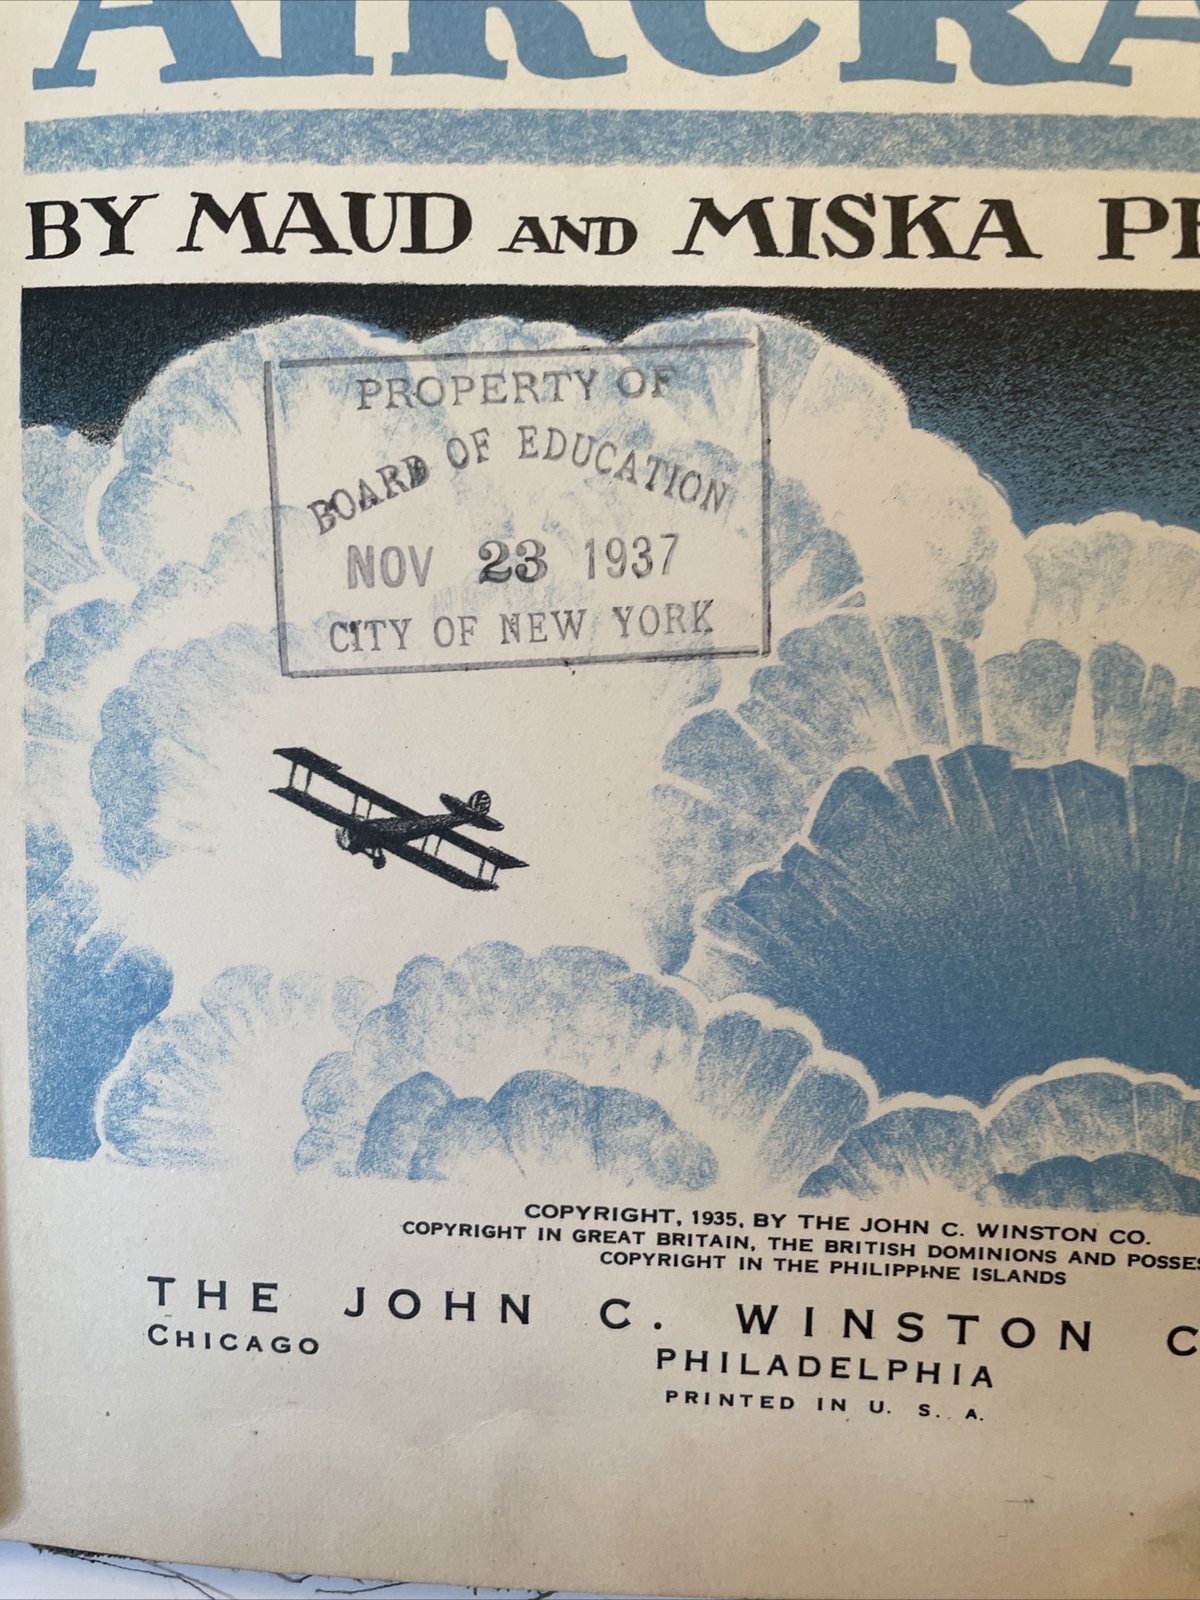 AIRCRA
BY MAUD AND MISKA PE
PROPERTY OF
BOARD OF EDUCATION
NOV 23 1937
CITY OF NEW YORK
COPYRIGHT, 1935, BY THE JOHN C. WINSTON CO.
COPYRIGHT IN GREAT BRITAIN, THE BRITISH DOMINIONS AND POSSES
COPYRIGHT IN THE PHILIPPINE ISLANDS
THE JOHN C. WINSTON C
CHICAGO
PHILADELPHIA
PRINTED IN U. S. A.